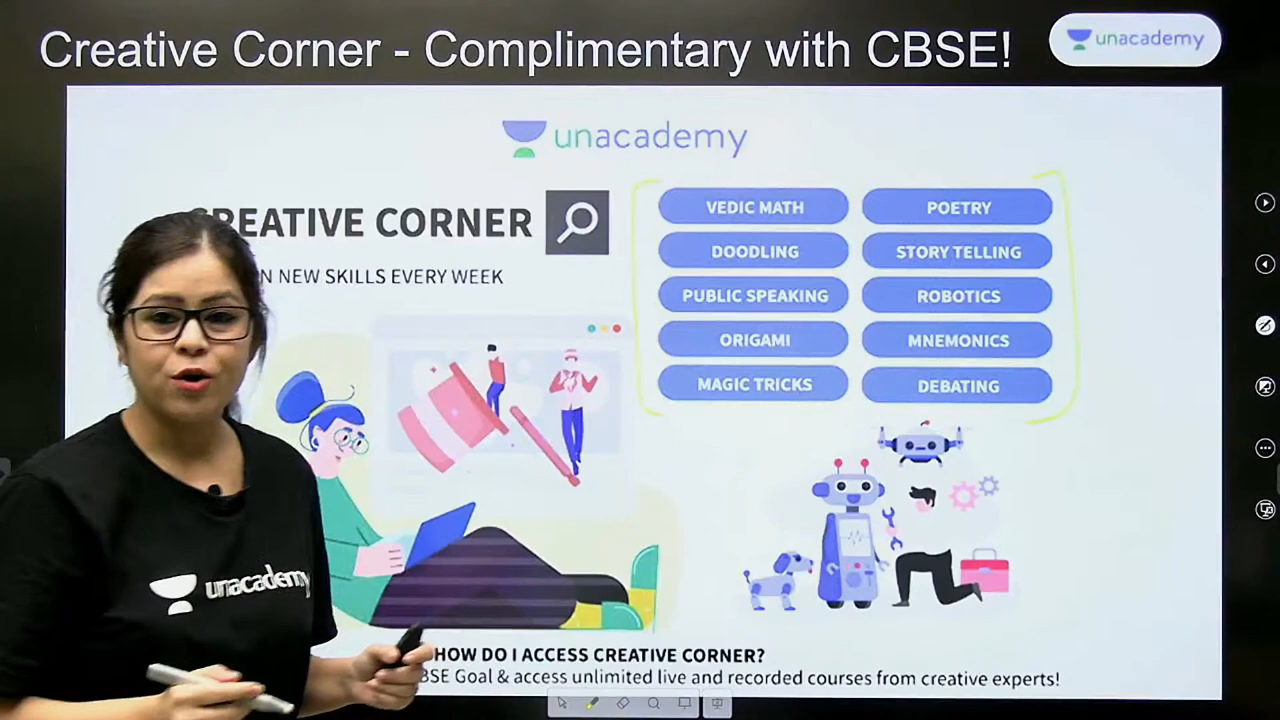 Creative Corner - Complimentary with CBSE!
unacademy
unacademy
CREATIVE CORNER
NEW SKILLS EVERY WEEK
VEDIC MATH
POETRY
DOODLING
STORY TELLING
PUBLIC SPEAKING
ROBOTICS
ORIGAMI
MNEMONICS
MAGIC TRICKS
DEBATING
unacademy
HOW DO I ACCESS CREATIVE CORNER?
Goal & access unlimited live and recorded courses from creative experts!